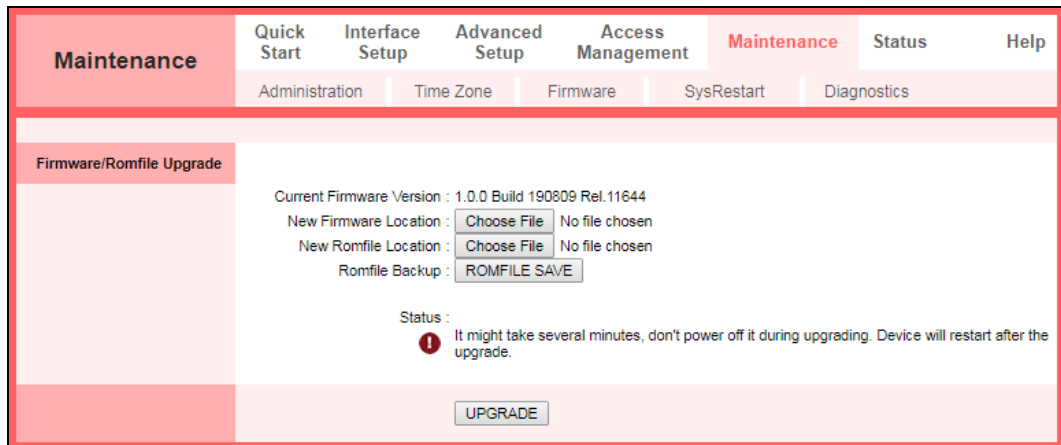 Maintenance
Quick Start
Interface Setup
Advanced Setup
Access Management
Maintenance
Status
Help
Administration
Time Zone
Firmware
SysRestart
Diagnostics
Firmware/Romfile Upgrade
Current Firmware Version : 1.0.0 Build 190809 Rel.11644
New Firmware Location : Choose File No file chosen
New Romfile Location : Choose File No file chosen
Romfile Backup : ROMFILE SAVE
Status :
It might take several minutes, don't power off it during upgrading. Device will restart after the
upgrade.
UPGRADE